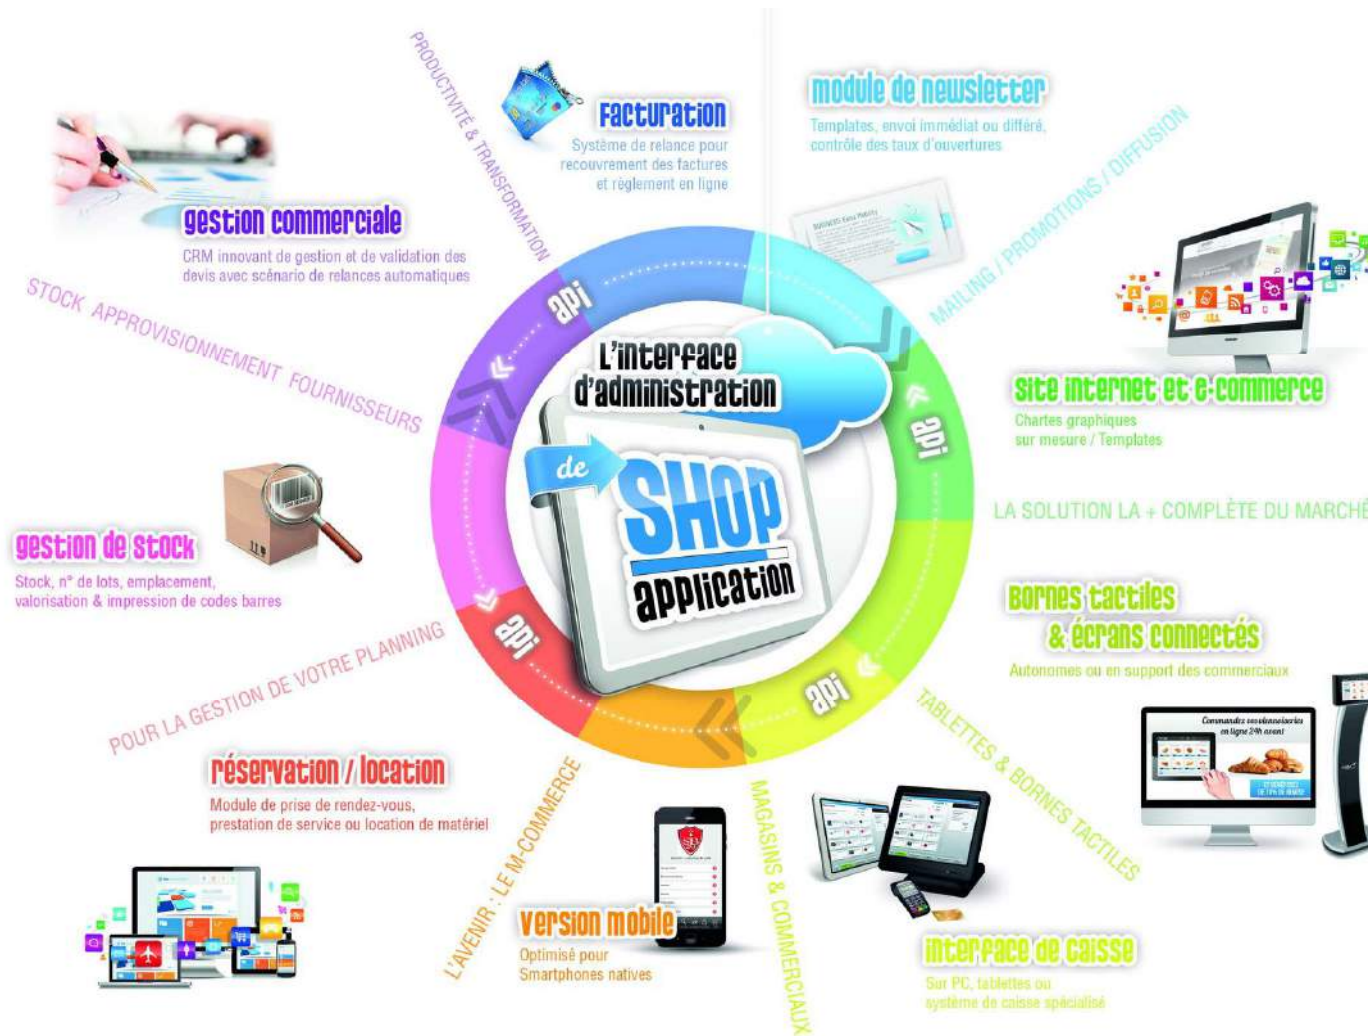 PRODUCTIVITÉ & TRANSFORMATION
Facturation
Système de relance pour
recouvrement des factures
et règlement en ligne
module de newsletter
Templates, envoi immédiat ou différé,
contrôle des taux d'ouvertures
MAILING / PROMOTIONS / DIFFUSION
gestion commerciale
CRM innovant de gestion et de validation des
devis avec scénario de relances automatiques
STOCK APPROVISIONNEMENT FOURNISSEURS
api
L'interface
d'administration
de
SHOP
application
api
api
api
site internet et e-commerce
Chartes graphiques
sur mesure / Templates
LA SOLUTION LA + COMPLÈTE DU MARCHÉ
gestion de stock
Stock, n° de lots, emplacement,
valorisation & impression de codes barres
Bornes tactiles
& écrans connectés
Autonomes ou en support des commerciaux
Commandez vos viennoiseries
en ligne 24h avant
POUR LA GESTION DE VOTRE PLANNING
TABLETTES & BORNES TACTILES
réservation / location
Module de prise de rendez-vous,
prestation de service ou location de matériel
L'AVENIR : LE M-COMMERCE
version mobile
Optimisé pour
Smartphones natives
MAGASINS & COMMERCIAUX
interface de caisse
Sur PC, tablettes ou
système de caisse spécialisé